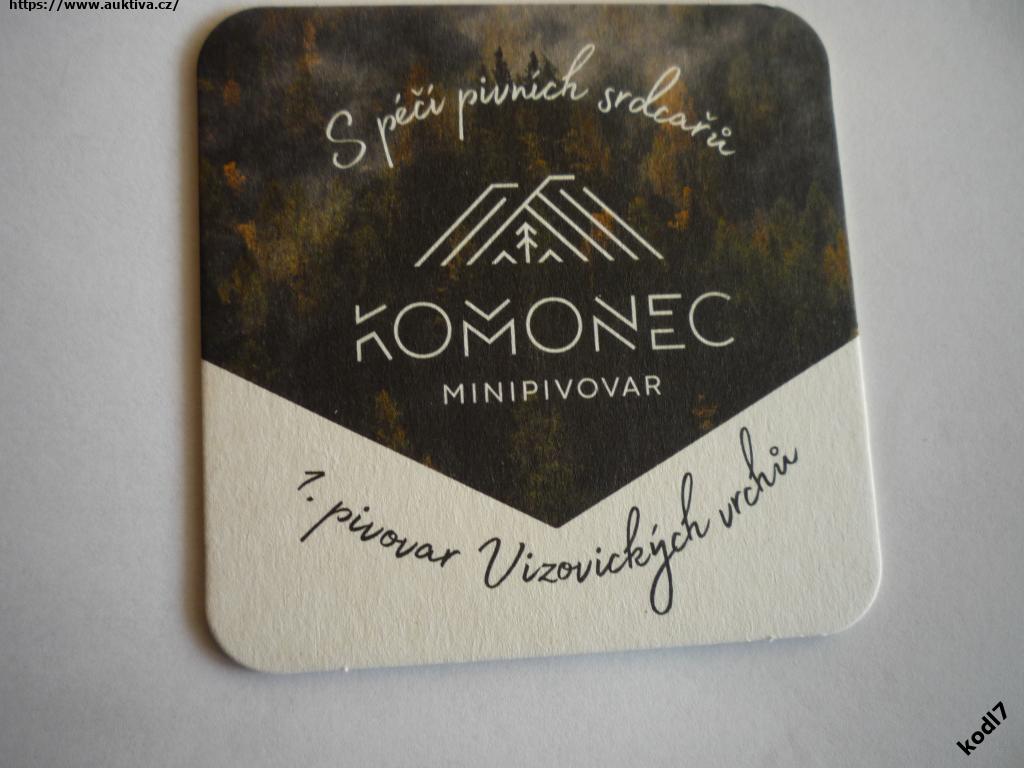 https://www.auktiva.cz/
S péčí pivních srdcařů
KOMONEC
MINIPIVOVAR
1. pivovar Vizovických vrchů
kodl7